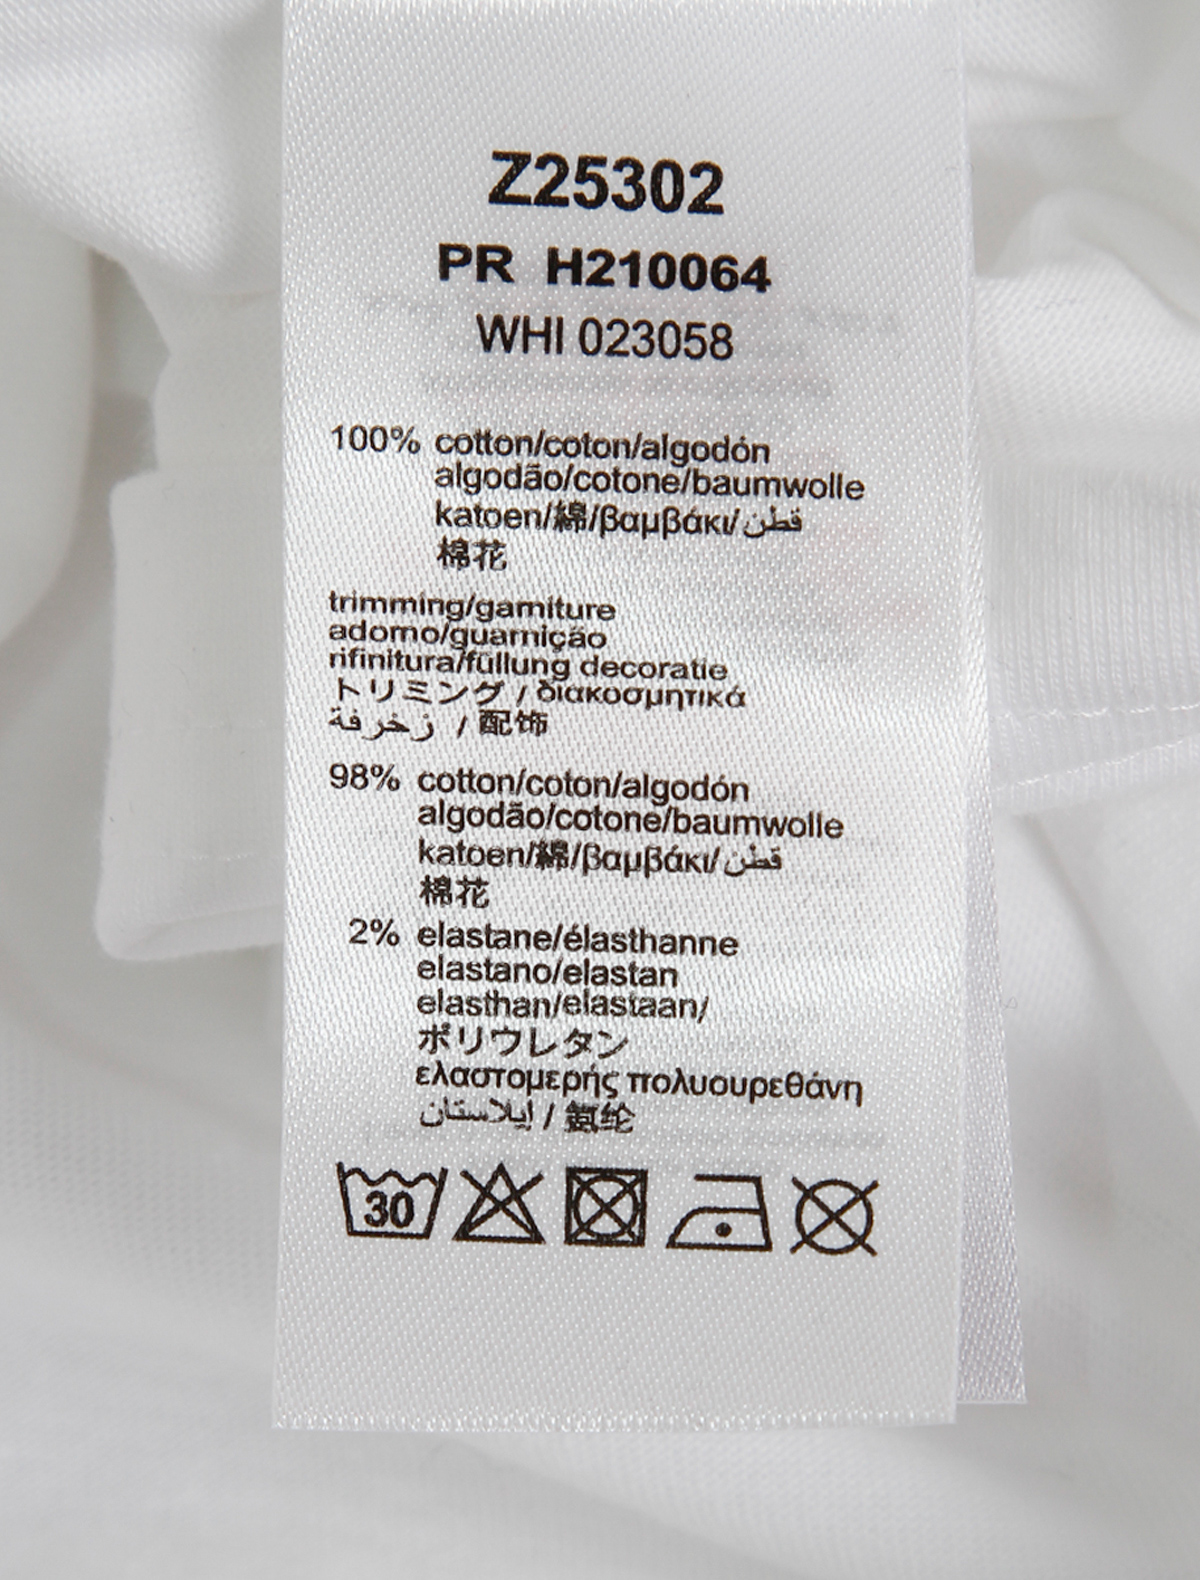 Z25302
PR H210064
WHI 023058
100% cotton/coton/algodón
algodão/cotone/baumwolle
katoen/綿/βαμβάκι/قطن
棉花
trimming/garniture
adorno/guarnição
rifinitura/füllung decoratie
トリミング / διακοσμητικά
زخرفة / 配饰
98% cotton/coton/algodón
algodão/cotone/baumwolle
katoen/綿/βαμβάκι/قطن
棉花
2% elastane/élasthanne
elastano/elastan
elasthan/elastaan/
ポリウレタン
ελαστομερής πολυουρεθάνη
إيلاستان / 氨纶
30